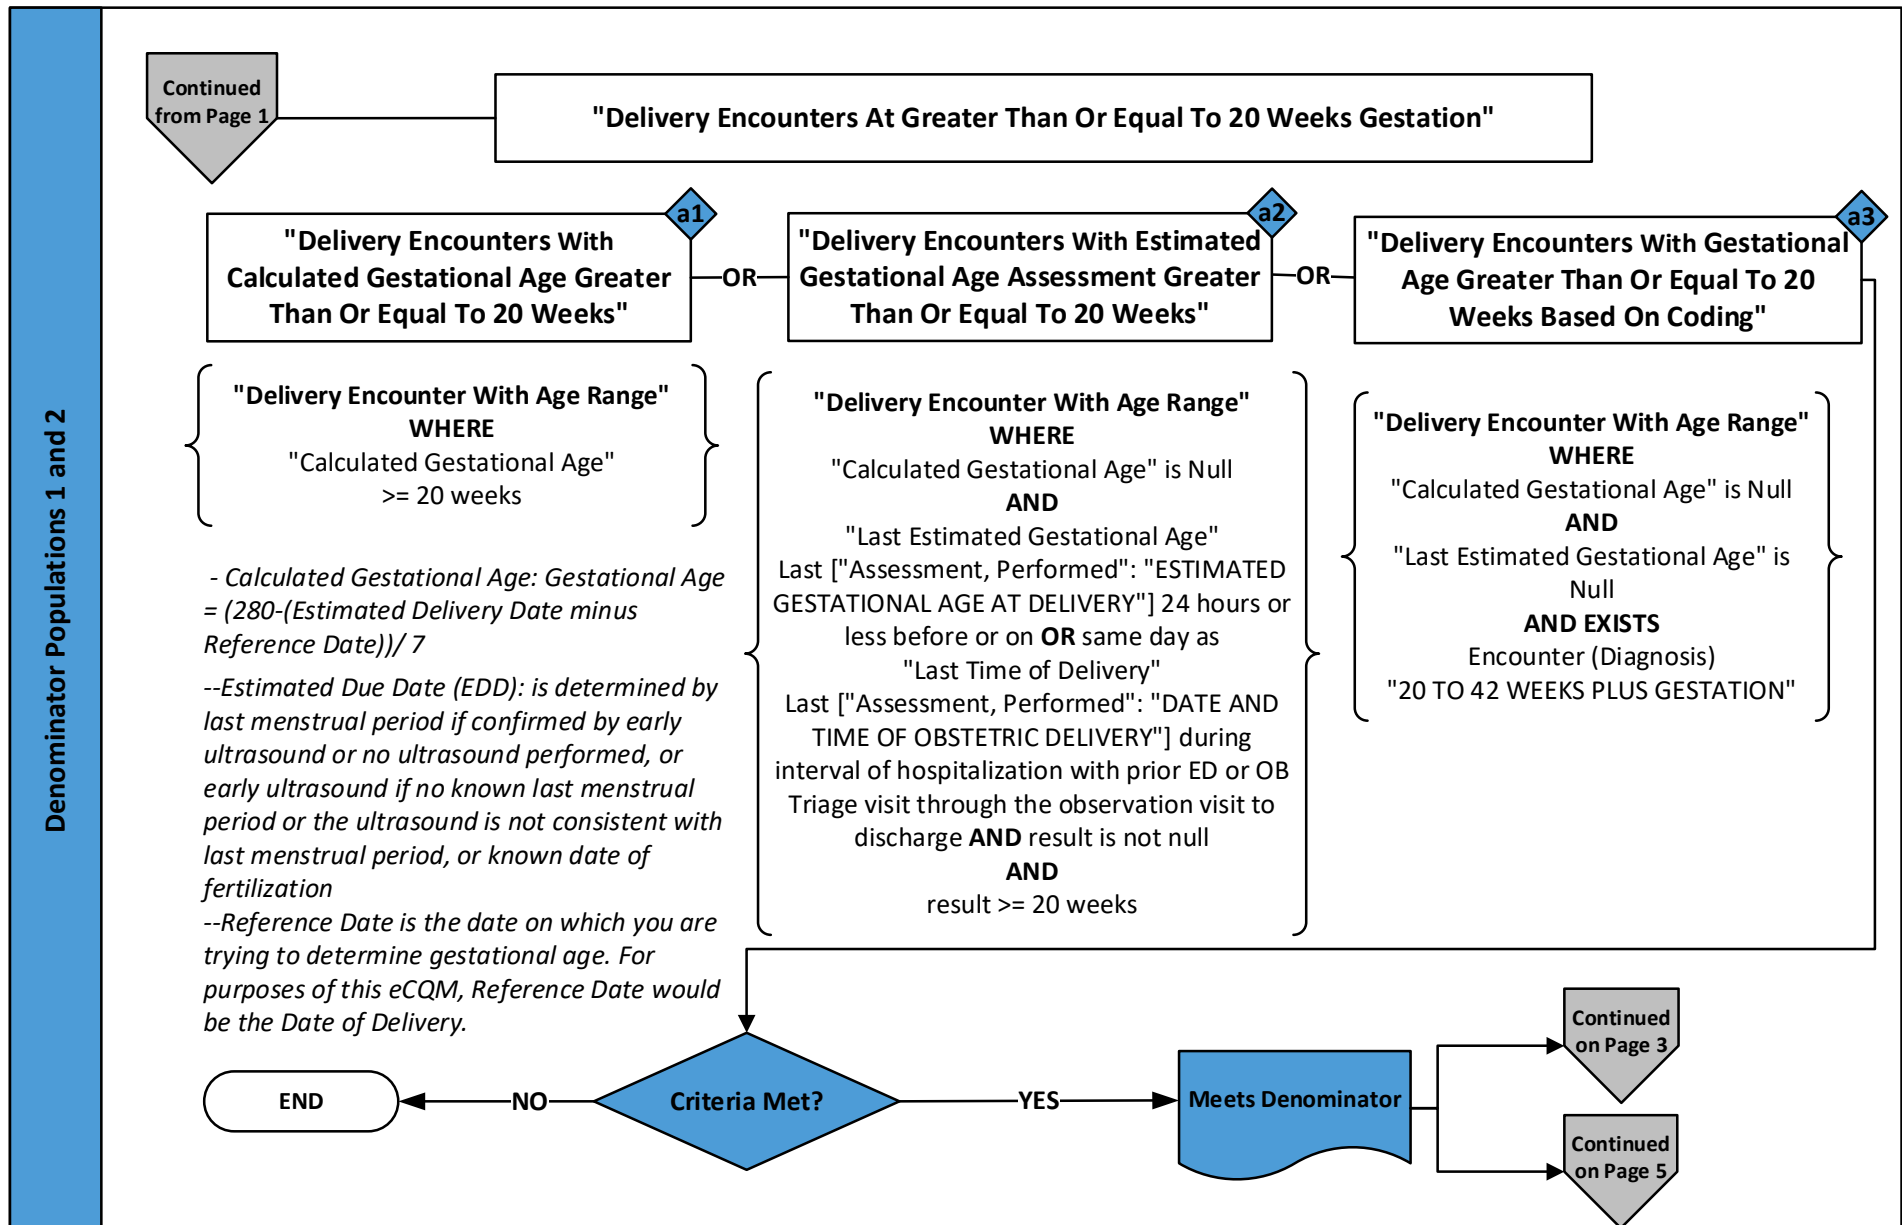 Denominator Populations 1 and 2
Continued
from Page 1
"Delivery Encounters At Greater Than Or Equal To 20 Weeks Gestation"
a1
"Delivery Encounters With
Calculated Gestational Age Greater
Than Or Equal To 20 Weeks"
OR
a2
"Delivery Encounters With Estimated
Gestational Age Assessment Greater
Than Or Equal To 20 Weeks"
OR
a3
"Delivery Encounters With Gestational
Age Greater Than Or Equal To 20
Weeks Based On Coding"
"Delivery Encounter With Age Range"
WHERE
"Calculated Gestational Age"
>= 20 weeks
- Calculated Gestational Age: Gestational Age
= (280-(Estimated Delivery Date minus
Reference Date))/ 7
--Estimated Due Date (EDD): is determined by
last menstrual period if confirmed by early
ultrasound or no ultrasound performed, or
early ultrasound if no known last menstrual
period or the ultrasound is not consistent with
last menstrual period, or known date of
fertilization
--Reference Date is the date on which you are
trying to determine gestational age. For
purposes of this eCQM, Reference Date would
be the Date of Delivery.
"Delivery Encounter With Age Range"
WHERE
"Calculated Gestational Age" is Null
AND
"Last Estimated Gestational Age"
Last ["Assessment, Performed": "ESTIMATED
GESTATIONAL AGE AT DELIVERY"] 24 hours or
less before or on OR same day as
"Last Time of Delivery"
Last ["Assessment, Performed": "DATE AND
TIME OF OBSTETRIC DELIVERY"] during
interval of hospitalization with prior ED or OB
Triage visit through the observation visit to
discharge AND result is not null
AND
result >= 20 weeks
"Delivery Encounter With Age Range"
WHERE
"Calculated Gestational Age" is Null
AND
"Last Estimated Gestational Age" is
Null
AND EXISTS
Encounter (Diagnosis)
"20 TO 42 WEEKS PLUS GESTATION"
END
NO
Criteria Met?
YES
Meets Denominator
Continued
on Page 3
Continued
on Page 5